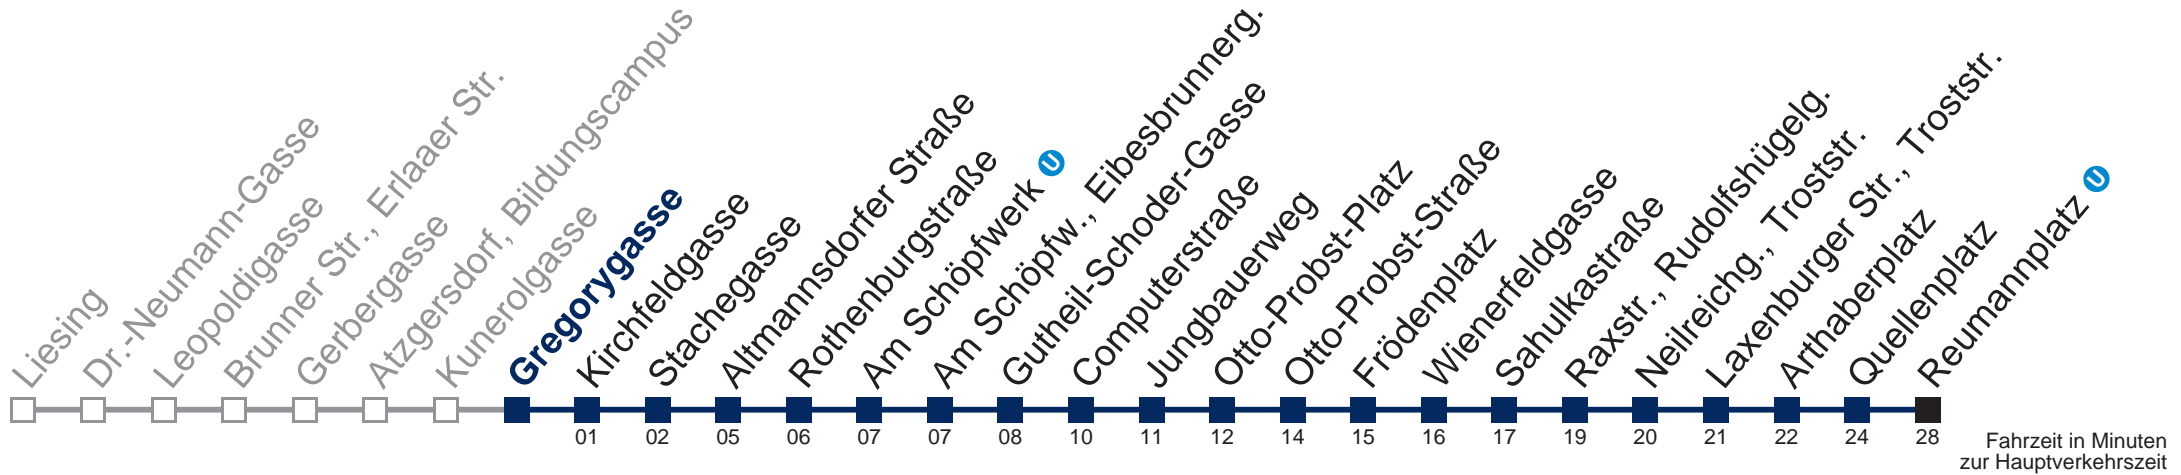 Liesing
Dr.-Neumann-Gasse
Leopoldigasse
Brunner Str., Erlaaer Str.
Gerbergasse
Atzgersdorf, Bildungscampus
Kunerolgasse
Gregorygasse
Kirchfeldgasse
Stachegasse
Altmannsdorfer Straße
Rothenburgstraße
Am Schöpfwerk U
Am Schöpfw., Eibesbrunnerg.
Gutheil-Schoder-Gasse
Computerstraße
Jungbauerweg
Otto-Probst-Platz
Otto-Probst-Straße
Frödenplatz
Wienerfeldgasse
Sahulkastraße
Raxstr., Rudolfshügelg.
Neilreichg., Troststr.
Laxenburger Str., Troststr.
Arthaberplatz
Quellenplatz
Reumannplatz U
01 02 05 06 07 07 08 10 11 12 14 15 16 17 19 20 21 22 24 28
Fahrzeit in Minuten
zur Hauptverkehrszeit